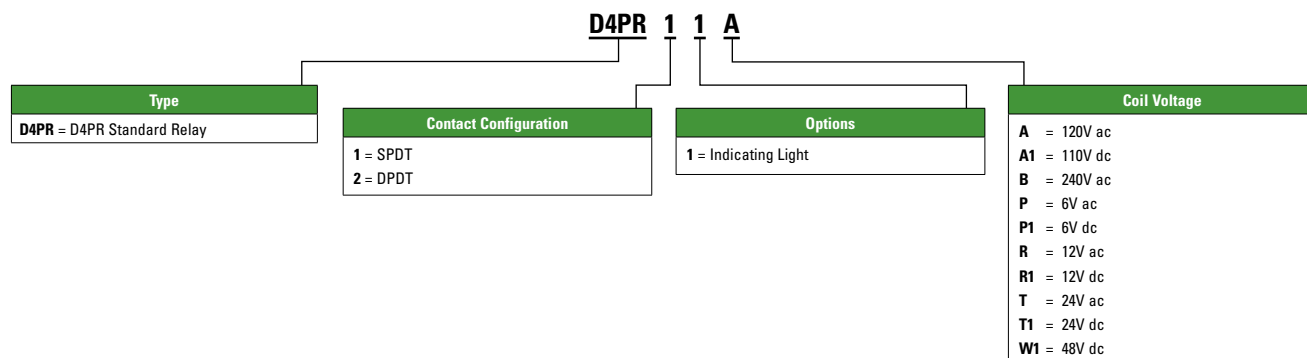 D4PR 1 1 A
Type
D4PR = D4PR Standard Relay
Contact Configuration
1 = SPDT
2 = DPDT
Options
1 = Indicating Light
Coil Voltage
A = 120V ac
A1 = 110V dc
B = 240V ac
P = 6V ac
P1 = 6V dc
R = 12V ac
R1 = 12V dc
T = 24V ac
T1 = 24V dc
W1 = 48V dc